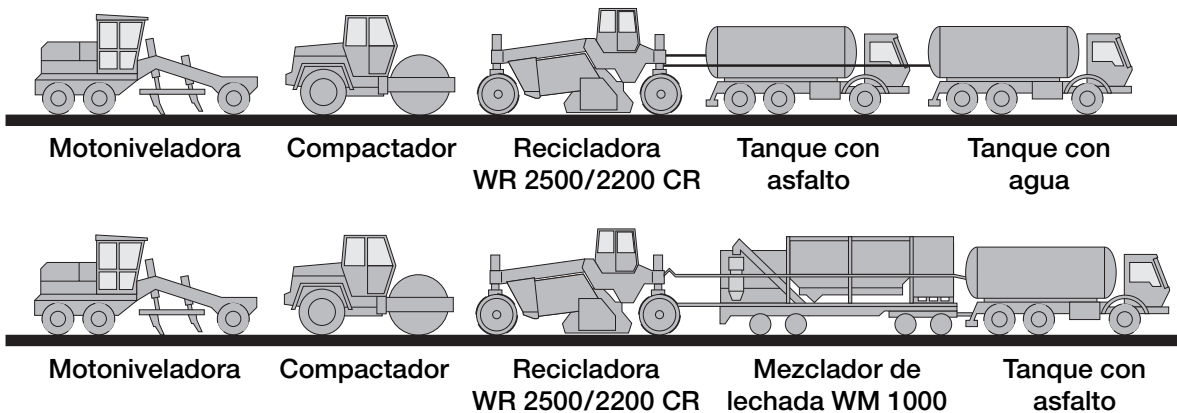 Motoniveladora Compactador Recicladora Tanque con Tanque con
WR 2500/2200 CR asfalto agua
Motoniveladora Compactador Recicladora Mezclador de Tanque con
WR 2500/2200 CR lechada WM 1000 asfalto